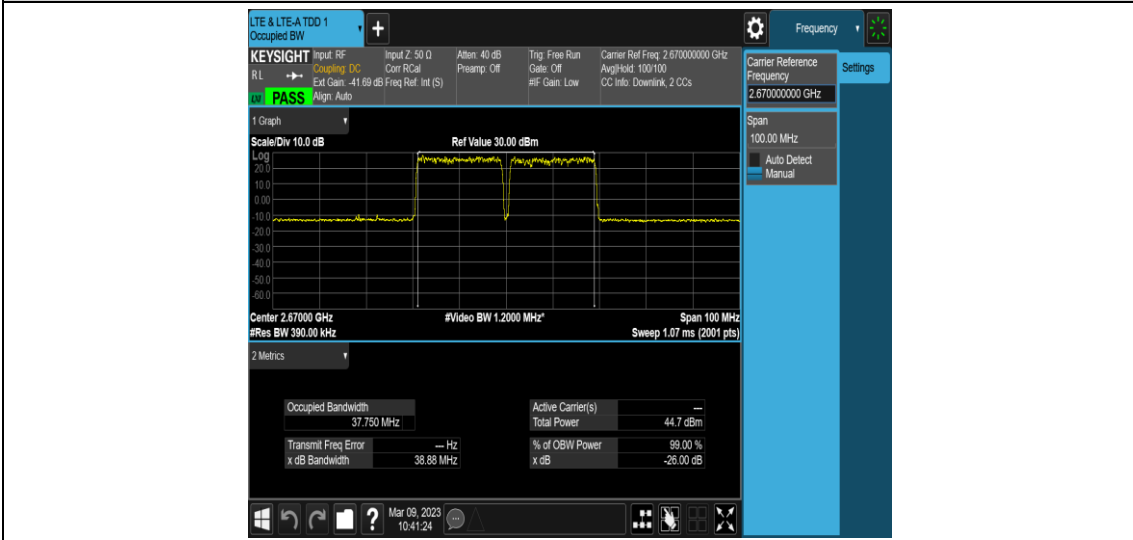 LTE & LTE-A TDD 1
Occupied BW
Frequency
KEYSIGHT
R L
PASS
Input: RF
Coupling: DC
Ext Gain: -41.69 dB
Align: Auto
Input Z: 50 Ω
Corr RCal
Freq Ref: Int (S)
Atten: 40 dB
Preamp: Off
Trig: Free Run
Gate: Off
#IF Gain: Low
Carrier Ref Freq: 2.670000000 GHz
Avg|Hold: 100/100
CC Info: Downlink, 2 CCs
Carrier Reference
Frequency
2.670000000 GHz
Settings
Span
100.00 MHz
Auto Detect
Manual
1 Graph
Scale/Div 10.0 dB
Ref Value 30.00 dBm
Log
20.0
10.0
0.00
-10.0
-20.0
-30.0
-40.0
-50.0
-60.0
Center 2.67000 GHz
#Video BW 1.2000 MHz*
Span 100 MHz
#Res BW 390.00 kHz
Sweep 1.07 ms (2001 pts)
2 Metrics
Occupied Bandwidth
37.750 MHz
Active Carrier(s) ---
Total Power 44.7 dBm
Transmit Freq Error --- Hz
x dB Bandwidth 38.88 MHz
% of OBW Power 99.00 %
x dB -26.00 dB
Mar 09, 2023
10:41:24